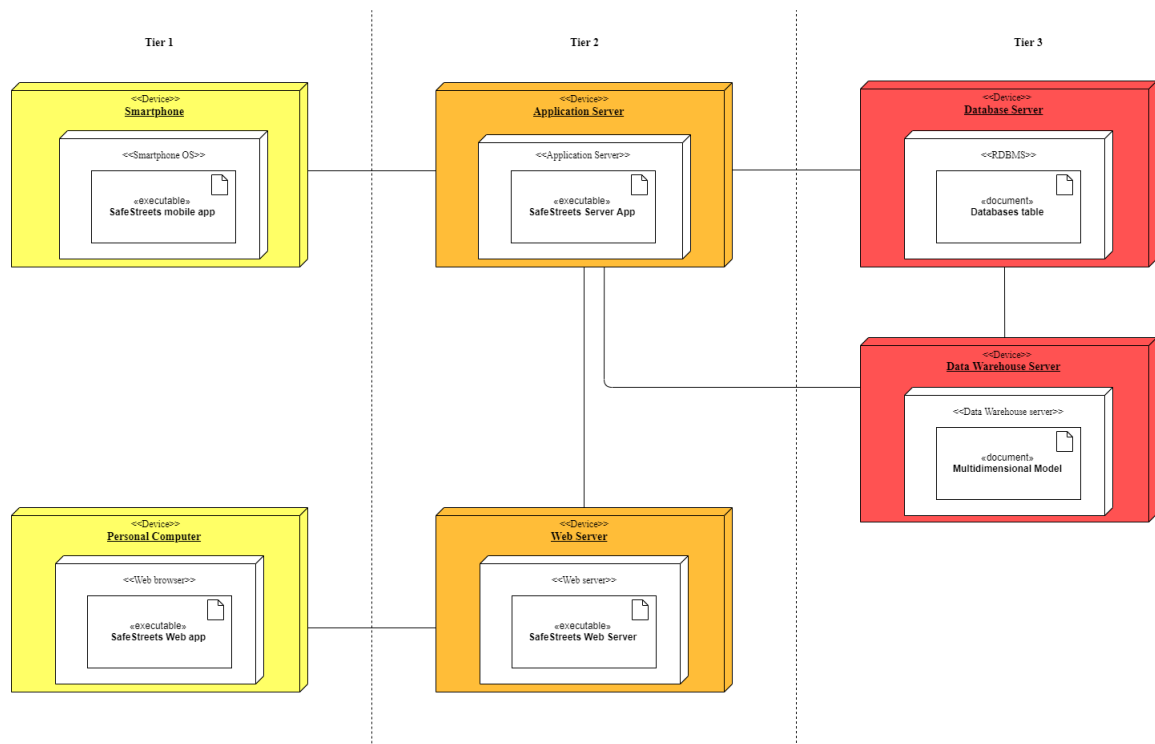 Tier 1
Tier 2
Tier 3
<<Device>>
Smartphone
<<Smartphone OS>>
«executable»
SafeStreets mobile app
<<Device>>
Application Server
<<Application Server>>
«executable»
SafeStreets Server App
<<Device>>
Database Server
<<RDBMS>>
«document»
Databases table
<<Device>>
Data Warehouse Server
<<Data Warehouse server>>
«document»
Multidimensional Model
<<Device>>
Personal Computer
<<Web browser>>
«executable»
SafeStreets Web app
<<Device>>
Web Server
<<Web server>>
«executable»
SafeStreets Web Server